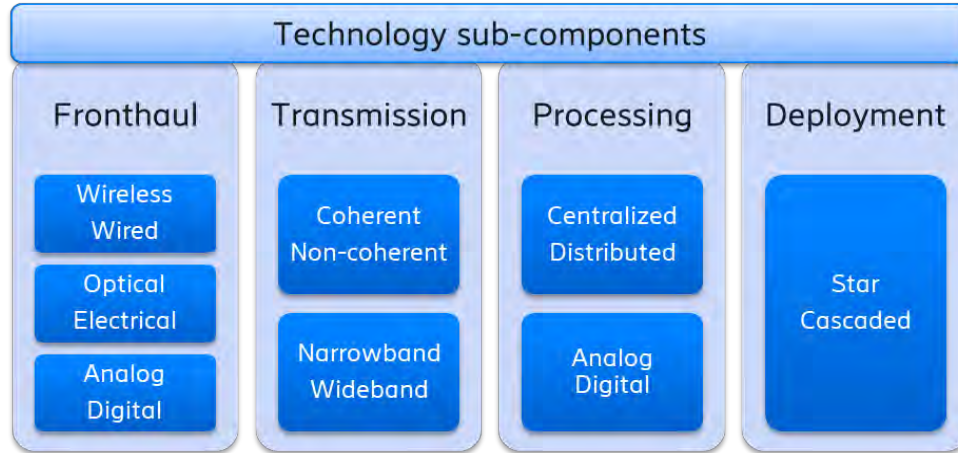 Technology sub-components
Fronthaul
Wireless
Wired
Optical
Electrical
Analog
Digital
Transmission
Coherent
Non-coherent
Narrowband
Wideband
Processing
Centralized
Distributed
Analog
Digital
Deployment
Star
Cascaded